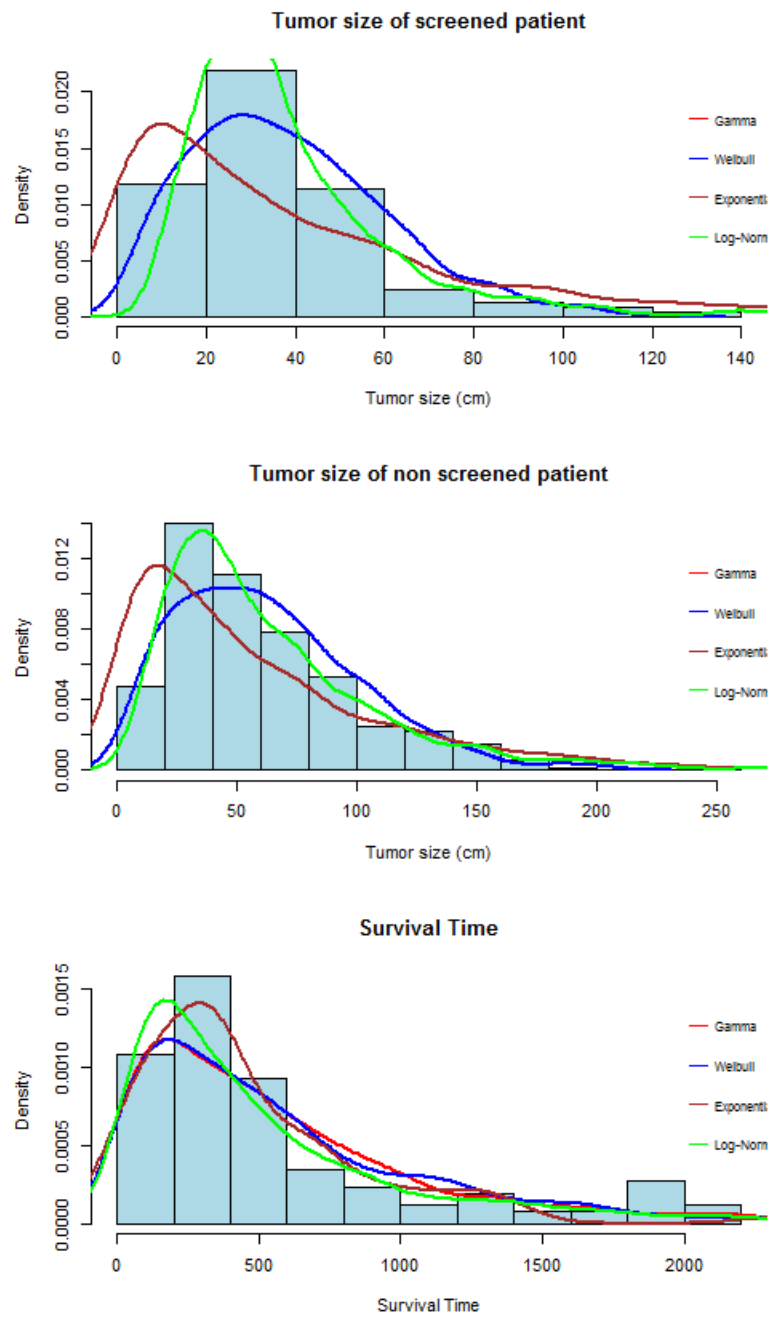 Tumor size of screened patient
Density
0.000
0.005
0.010
0.015
0.020
Gamma
Weibull
Exponenti
Log-Norm
0 20 40 60 80 100 120 140
Tumor size (cm)
Tumor size of non screened patient
Density
0.000
0.004
0.008
0.012
Gamma
Weibull
Exponenti
Log-Norm
0 50 100 150 200 250
Tumor size (cm)
Survival Time
Density
0.0000
0.0005
0.0010
0.0015
Gamma
Weibull
Exponenti
Log-Norm
0 500 1000 1500 2000
Survival Time